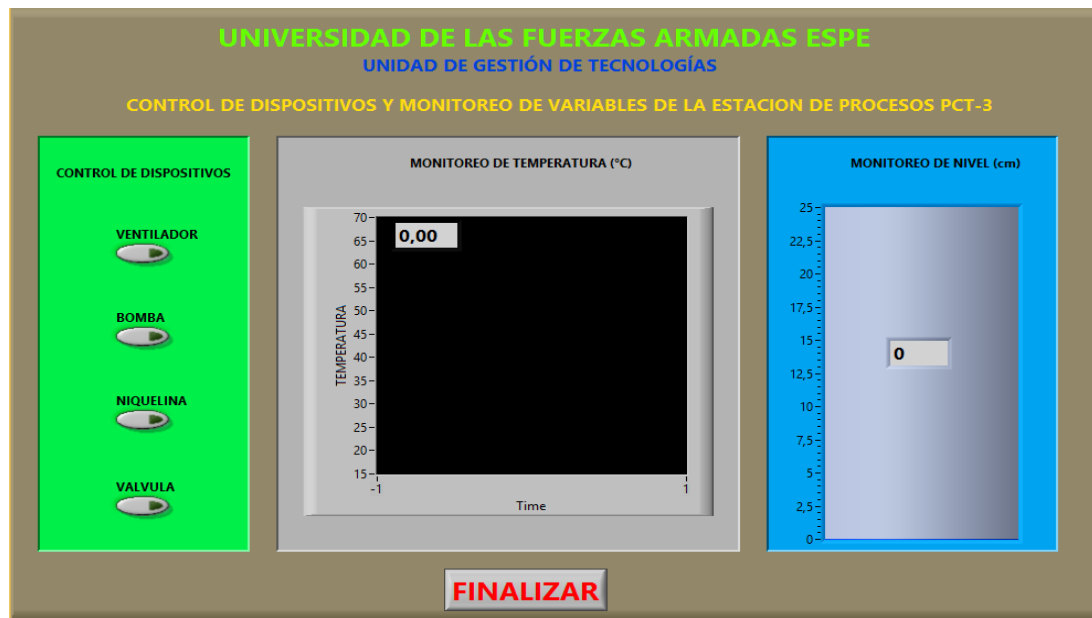 UNIVERSIDAD DE LAS FUERZAS ARMADAS ESPE
UNIDAD DE GESTIÓN DE TECNOLOGÍAS
CONTROL DE DISPOSITIVOS Y MONITOREO DE VARIABLES DE LA ESTACION DE PROCESOS PCT-3
CONTROL DE DISPOSITIVOS
VENTILADOR
BOMBA
NIQUELINA
VALVULA
MONITOREO DE TEMPERATURA (°C)
TEMPERATURA
70
65
60
55
50
45
40
35
30
25
20
15
0,00
-1
1
Time
MONITOREO DE NIVEL (cm)
25
22,5
20
17,5
15
12,5
10
7,5
5
2,5
0
0
FINALIZAR